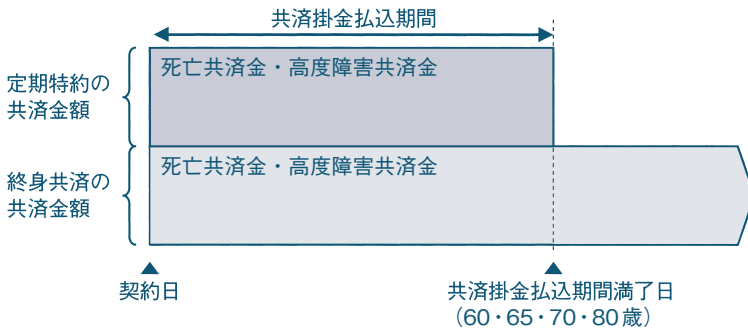 共済掛金払込期間
定期特約の
共済金額
死亡共済金・高度障害共済金
終身共済の
共済金額
死亡共済金・高度障害共済金
契約日
共済掛金払込期間満了日
（60・65・70・80歳）